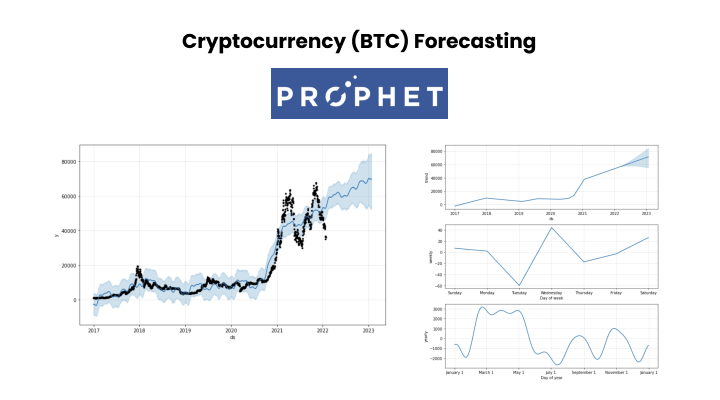 Cryptocurrency (BTC) Forecasting
PROPHET
80000
60000
40000
20000
0
y
2017 2018 2019 2020 2021 2022 2023
ds
80000
60000
40000
20000
0
trend
2017 2018 2019 2020 2021 2022 2023
ds
40
20
0
−20
−40
−60
weekly
Sunday Monday Tuesday Wednesday Thursday Friday Saturday
Day of week
3000
2000
1000
0
−1000
−2000
yearly
January 1 March 1 May 1 July 1 September 1 November 1 January 1
Day of year